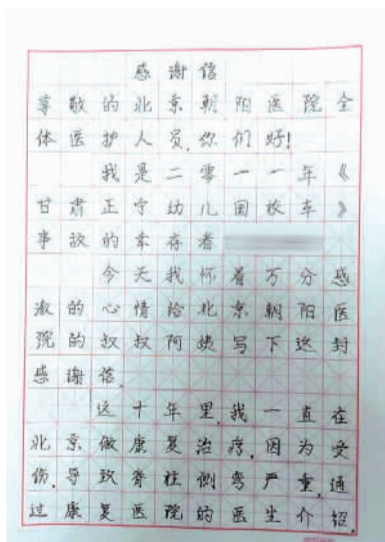 感谢信
尊敬的北京朝阳医院全
体医护人员,你们好!
我是二零一一年《
甘肃正宁幼儿园校车》
事故的幸存者
今天我怀着万分感
激的心情给北京朝阳医
院的叔叔阿姨写下这封
感谢信.
这十年里,我一直在
北京做康复治疗,因为受
伤,导致脊柱侧弯严重,通
过康复医院的医生介绍,